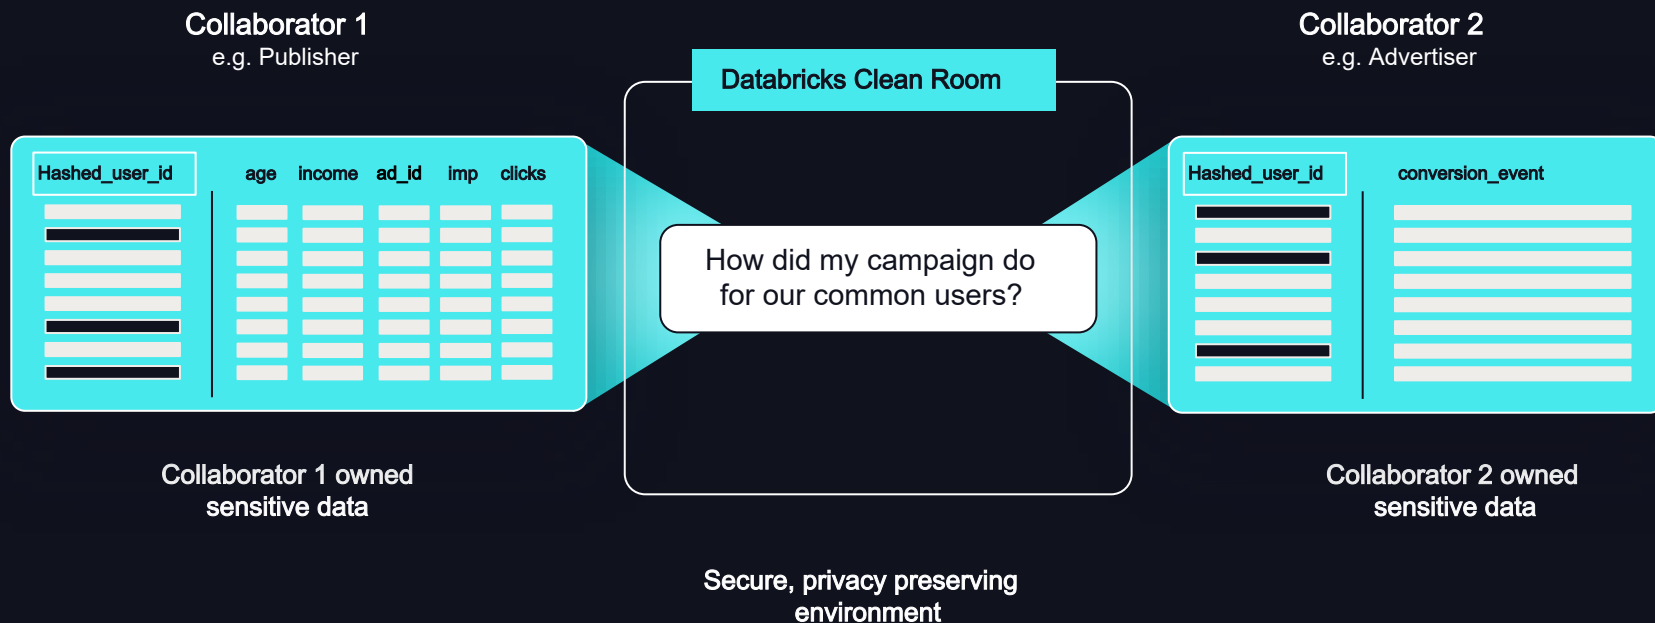 Collaborator 1
e.g. Publisher
Collaborator 2
e.g. Advertiser
Databricks Clean Room
Hashed_user_id age income ad_id imp clicks
How did my campaign do
for our common users?
Hashed_user_id conversion_event
Collaborator 1 owned
sensitive data
Collaborator 2 owned
sensitive data
Secure, privacy preserving
environment